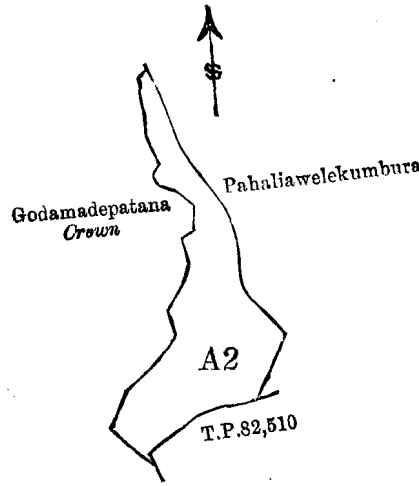 S
Pahaliawelekumbura
Godamadepatana
Crown
A2
T.P.82,510